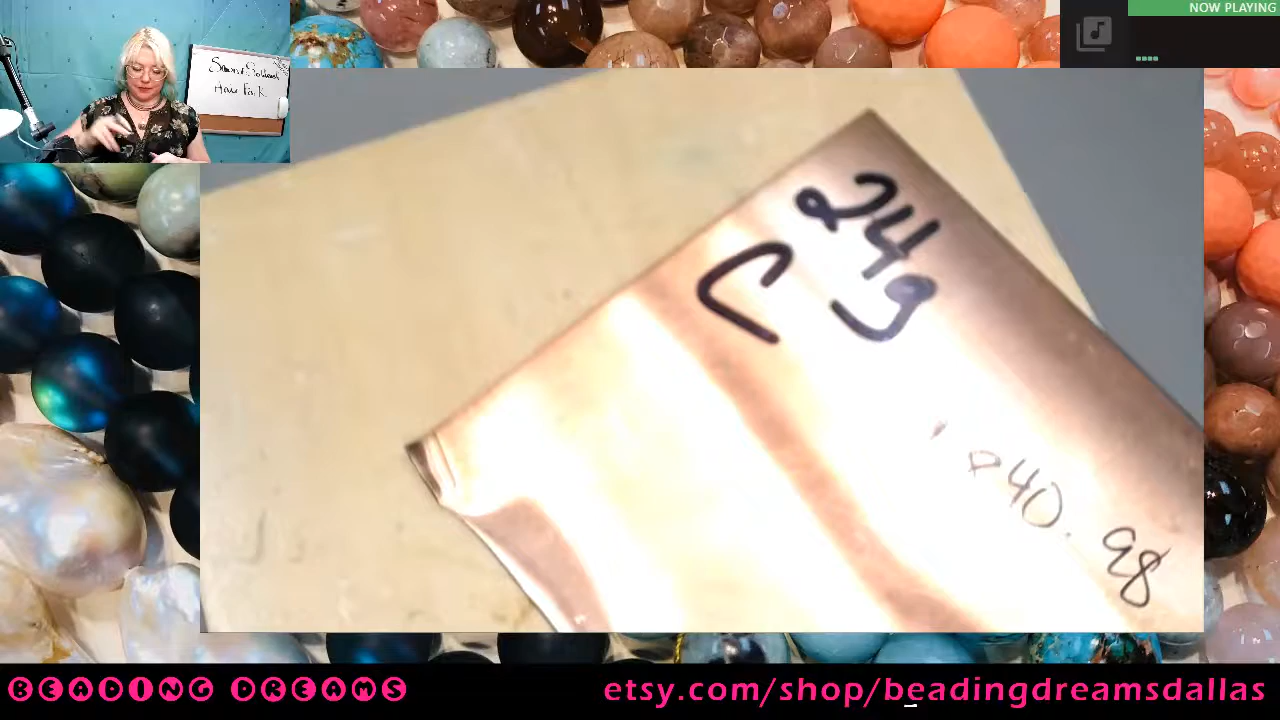 NOW PLAYING
24g
C
40.98
BEADING DREAMS
etsy.com/shop/beadingdreamsdallas